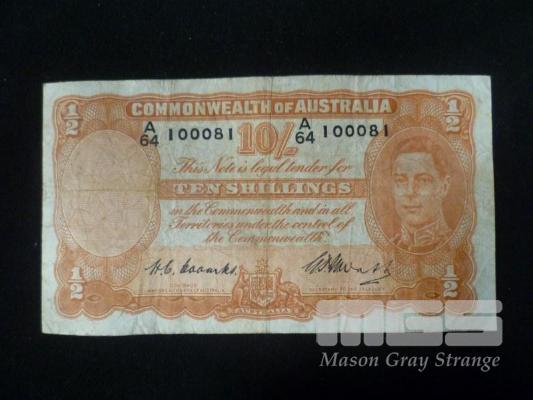 1/2
1/2
COMMONWEALTH OF AUSTRALIA
A/64 100081
A/64 100081
10/-
This Note is legal tender for
TEN SHILLINGS
in the Commonwealth and in all
Territories under the control of
the Commonwealth
H.C. Coombs.
GOVERNOR
1/2
1/2
AUSTRALIA
MGS
Mason Gray Strange